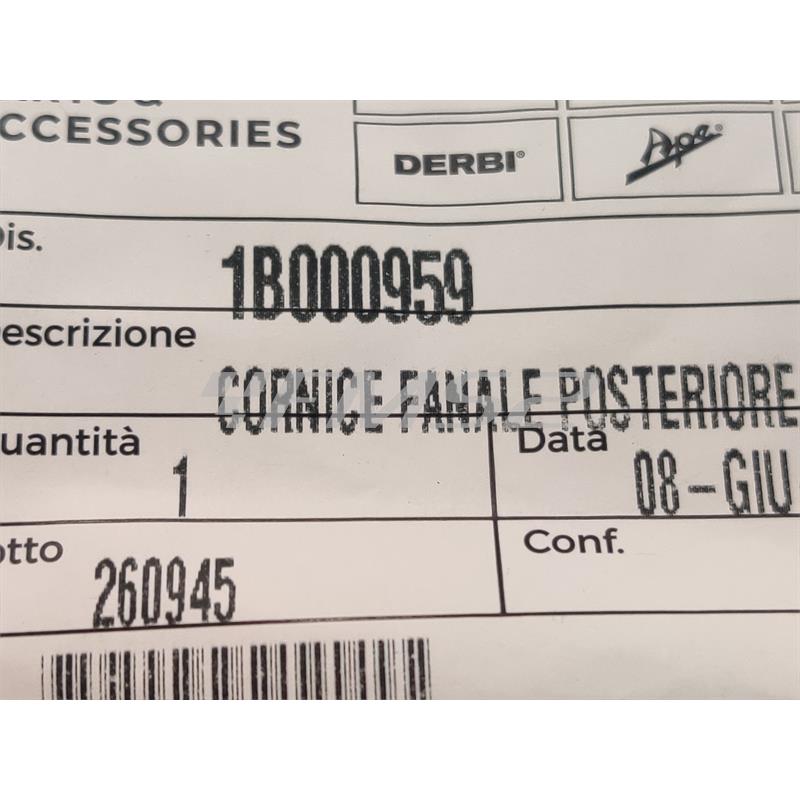 CCESSORIES
DERBI®
Ape®
is.
1B000959
escrizione
CORNICE FANALE POSTERIORE
uantità
1
Data
08-GIU
otto
260945
Conf.